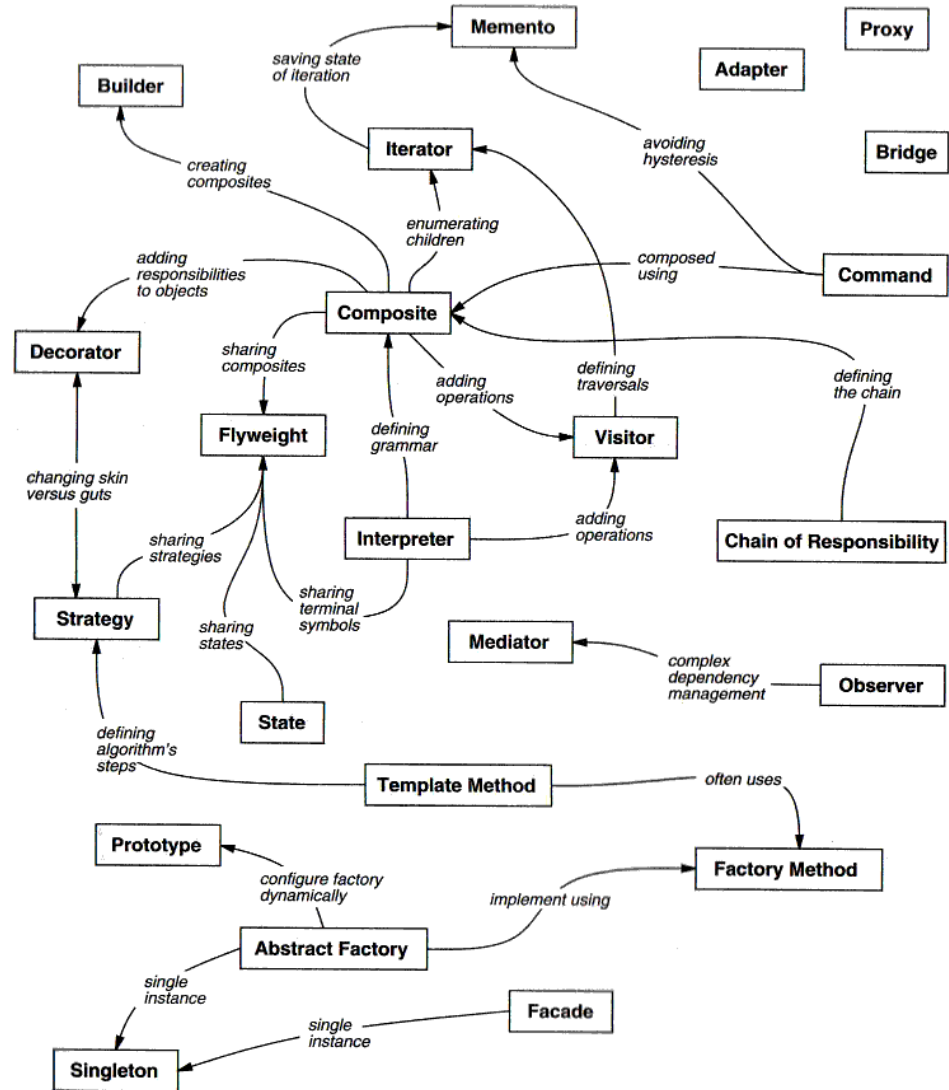 Memento
Proxy
saving state
of iteration
Adapter
Builder
avoiding
hysteresis
Iterator
Bridge
creating
composites
enumerating
children
adding
responsibilities
to objects
composed
using
Command
Composite
Decorator
sharing
composites
adding
operations
defining
traversals
defining
the chain
Flyweight
defining
grammar
Visitor
changing skin
versus guts
sharing
strategies
Interpreter
adding
operations
Chain of Responsibility
Strategy
sharing
states
sharing
terminal
symbols
Mediator
complex
dependency
management
Observer
State
defining
algorithm's
steps
Template Method
often uses
Prototype
configure factory
dynamically
implement using
Factory Method
Abstract Factory
single
instance
Facade
single
instance
Singleton